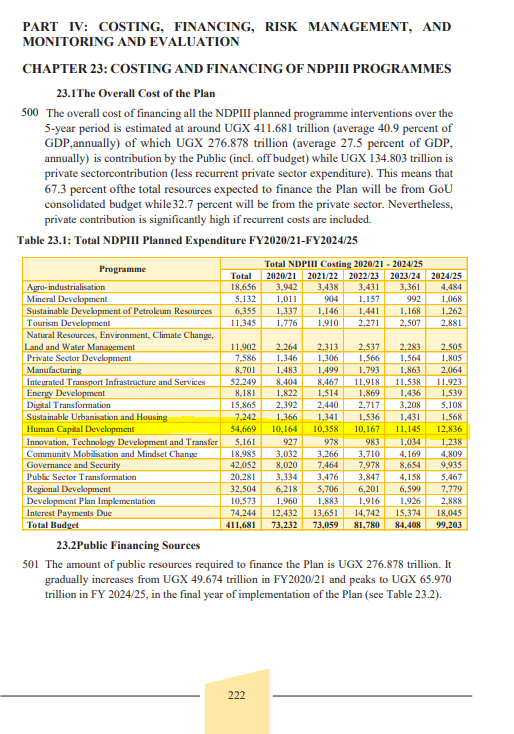 PART IV: COSTING, FINANCING, RISK MANAGEMENT, AND
MONITORING AND EVALUATION
CHAPTER 23: COSTING AND FINANCING OF NDPIII PROGRAMMES
23.1The Overall Cost of the Plan
500 The overall cost of financing all the NDPIII planned programme interventions over the
5-year period is estimated at around UGX 411.681 trillion (average 40.9 percent of
GDP,annually) of which UGX 276.878 trillion (average 27.5 percent of GDP,
annually) is contribution by the Public (incl. off budget) while UGX 134.803 trillion is
private sectorcontribution (less recurrent private sector expenditure). This means that
67.3 percent ofthe total resources expected to finance the Plan will be from GoU
consolidated budget while32.7 percent will be from the private sector. Nevertheless,
private contribution is significantly high if recurrent costs are included.
Table 23.1: Total NDPIII Planned Expenditure FY2020/21-FY2024/25
Programme Total NDPIII Costing 2020/21 - 2024/25
Total 2020/21 2021/22 2022/23 2023/24 2024/25
Agro-industrialisation 18,656 3,942 3,438 3,431 3,361 4,484
Mineral Development 5,132 1,011 904 1,157 992 1,068
Sustainable Development of Petroleum Resources 6,355 1,337 1,146 1,441 1,168 1,262
Tourism Development 11,345 1,776 1,910 2,271 2,507 2,881
Natural Resources, Environment, Climate Change,
Land and Water Management 11,902 2,264 2,313 2,537 2,283 2,505
Private Sector Development 7,586 1,346 1,306 1,566 1,564 1,805
Manufacturing 8,701 1,483 1,499 1,793 1,863 2,064
Integrated Transport Infrastructure and Services 52,249 8,404 8,467 11,918 11,538 11,923
Energy Development 8,181 1,822 1,514 1,869 1,436 1,539
Digital Transformation 15,865 2,392 2,440 2,717 3,208 5,108
Sustainable Urbanisation and Housing 7,242 1,366 1,341 1,536 1,431 1,568
Human Capital Development 54,669 10,164 10,358 10,167 11,145 12,836
Innovation, Technology Development and Transfer 5,161 927 978 983 1,034 1,238
Community Mobilisation and Mindset Change 18,985 3,032 3,266 3,710 4,169 4,809
Governance and Security 42,052 8,020 7,464 7,978 8,654 9,935
Public Sector Transformation 20,281 3,334 3,476 3,847 4,158 5,467
Regional Development 32,504 6,218 5,706 6,201 6,599 7,779
Development Plan Implementation 10,573 1,960 1,883 1,916 1,926 2,888
Interest Payments Due 74,244 12,432 13,651 14,742 15,374 18,045
Total Budget 411,681 73,232 73,059 81,780 84,408 99,203
23.2Public Financing Sources
501 The amount of public resources required to finance the Plan is UGX 276.878 trillion. It
gradually increases from UGX 49.674 trillion in FY2020/21 and peaks to UGX 65.970
trillion in FY 2024/25, in the final year of implementation of the Plan (see Table 23.2).
222